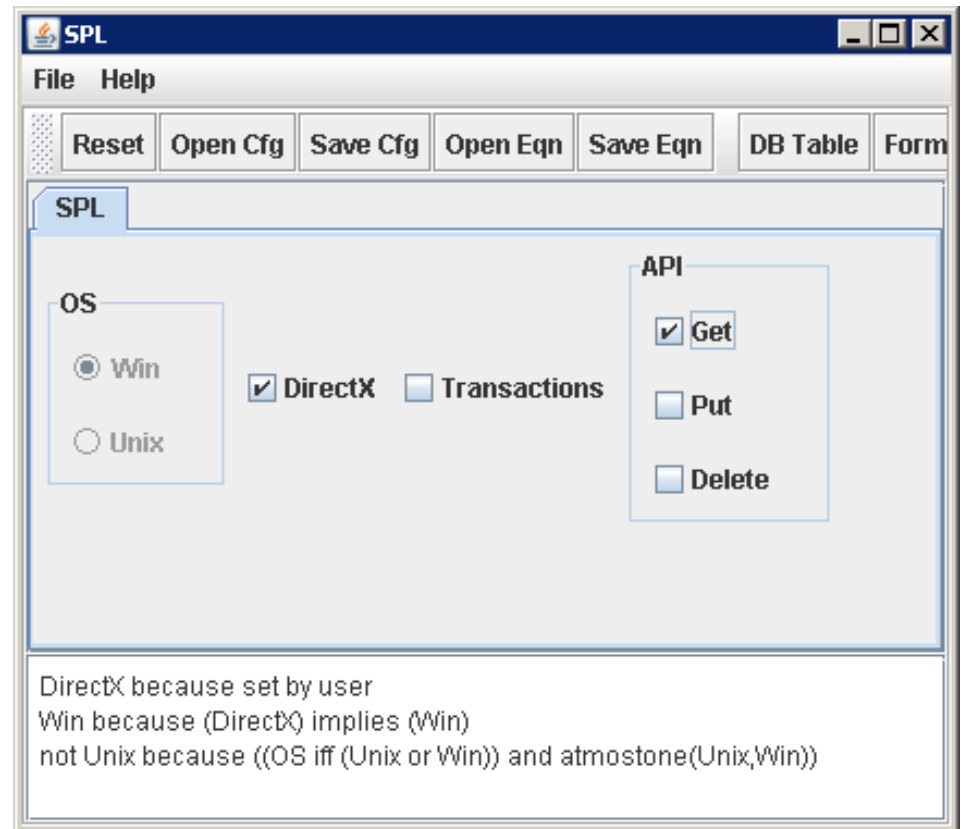 SPL
File Help
Reset Open Cfg Save Cfg Open Eqn Save Eqn DB Table Form
SPL
OS
Win
Unix
DirectX
Transactions
API
Get
Put
Delete
DirectX because set by user
Win because (DirectX) implies (Win)
not Unix because ((OS iff (Unix or Win)) and atmostone(Unix,Win))